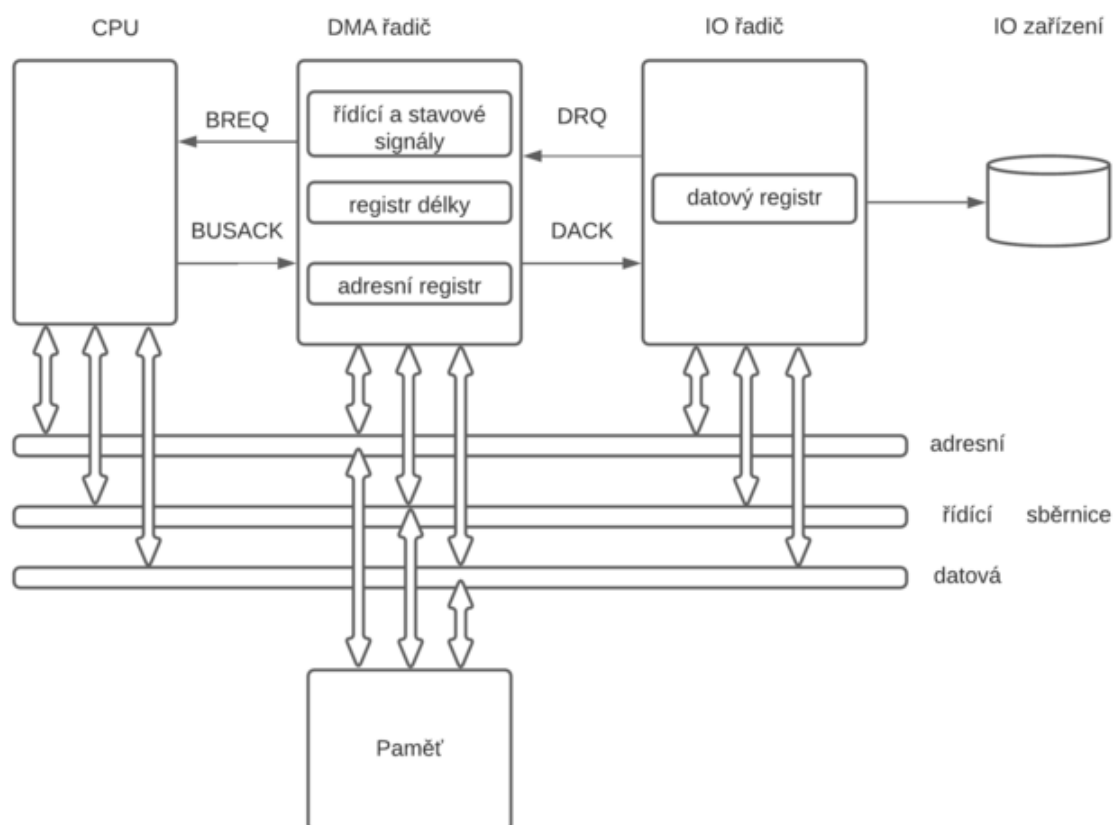 CPU
DMA řadič
IO řadič
IO zařízení
BREQ
řídící a stavové
signály
DRQ
registr délky
datový registr
BUSACK
DACK
adresní registr
adresní
řídící sběrnice
datová
Paměť